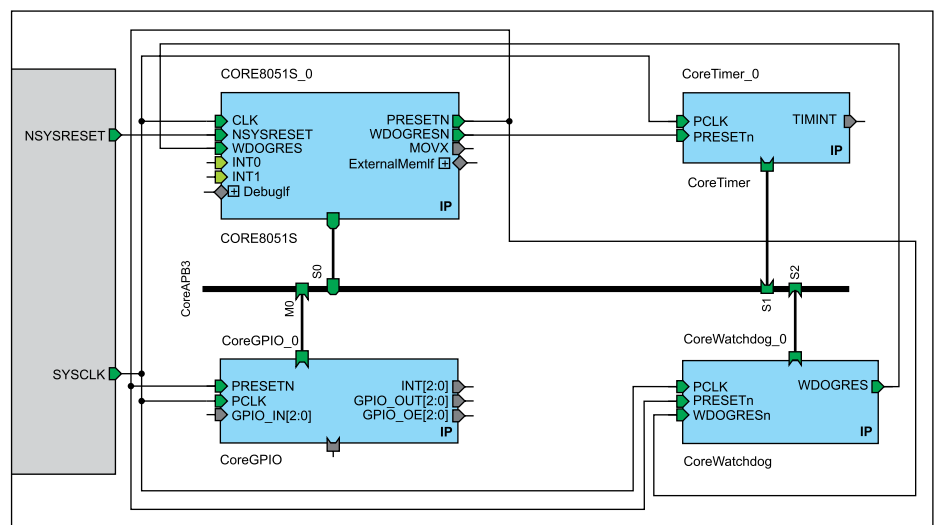 CORE8051S_0
CLK
NSYSRESET
WDOGRES
INT0
INT1
DebugIf
PRESETN
WDOGRESN
MOVX
ExternalMemIf
IP
CORE8051S
CoreTimer_0
PCLK
PRESETn
TIMINT
IP
CoreTimer
NSYSRESET
SYSCLK
CoreAPB3
S0
M0
S1
S2
CoreGPIO_0
PRESETN
PCLK
GPIO_IN[2:0]
INT[2:0]
GPIO_OUT[2:0]
GPIO_OE[2:0]
IP
CoreGPIO
CoreWatchdog_0
PCLK
PRESETn
WDOGRESn
WDOGRES
IP
CoreWatchdog